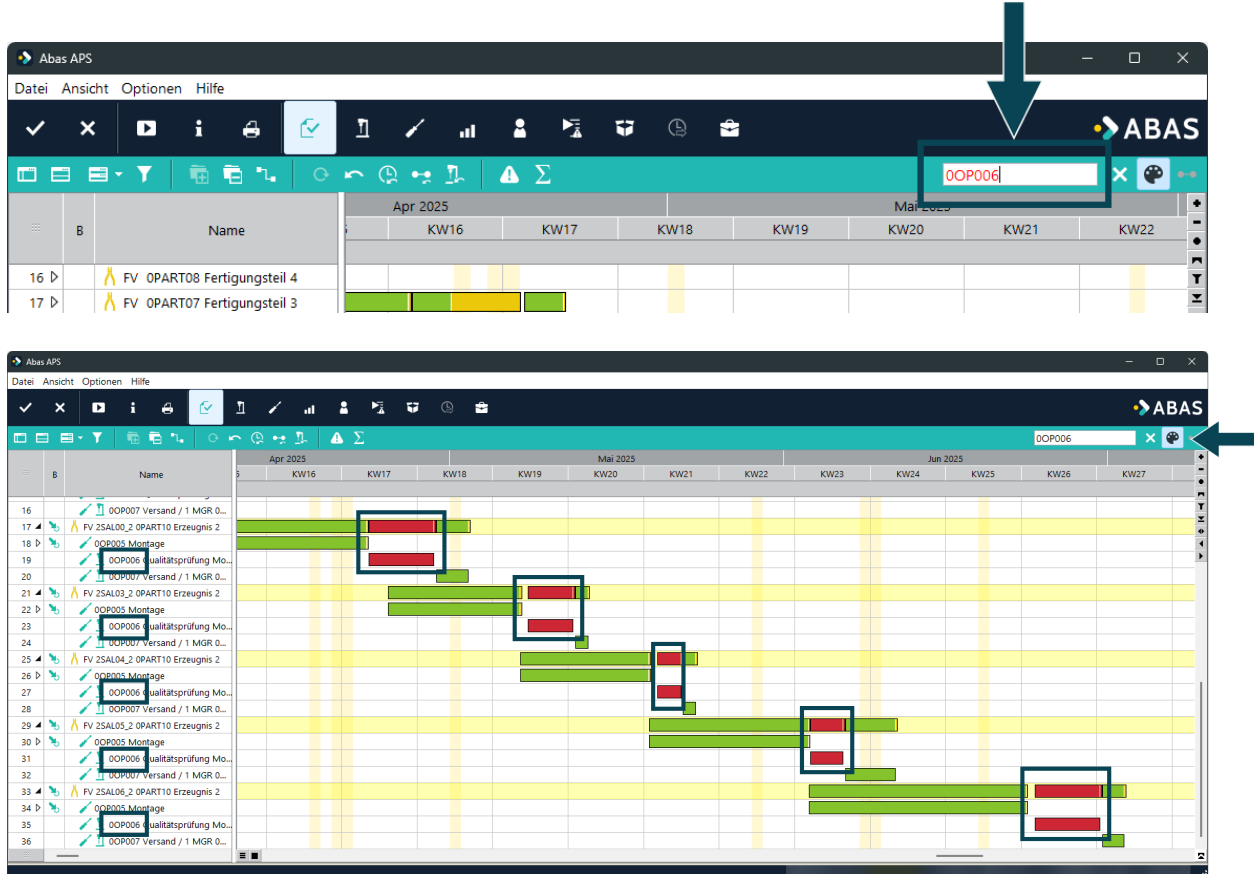 Abas APS
Datei Ansicht Optionen Hilfe
ABAS
0OP006
Apr 2025 Mai 2025
B Name KW16 KW17 KW18 KW19 KW20 KW21 KW22
16 FV 0PART08 Fertigungsteil 4
17 FV 0PART07 Fertigungsteil 3
Abas APS
Datei Ansicht Optionen Hilfe
ABAS
0OP006
Apr 2025 Mai 2025 Jun 2025
B Name KW16 KW17 KW18 KW19 KW20 KW21 KW22 KW23 KW24 KW25 KW26 KW27
16 0OP007 Versand / 1 MGR 0...
17 FV 2SAL00_2 0PART10 Erzeugnis 2
18 0OP005 Montage
19 0OP006 Qualitätsprüfung Mo...
20 0OP007 Versand / 1 MGR 0...
21 FV 2SAL03_2 0PART10 Erzeugnis 2
22 0OP005 Montage
23 0OP006 Qualitätsprüfung Mo...
24 0OP007 Versand / 1 MGR 0...
25 FV 2SAL04_2 0PART10 Erzeugnis 2
26 0OP005 Montage
27 0OP006 Qualitätsprüfung Mo...
28 0OP007 Versand / 1 MGR 0...
29 FV 2SAL05_2 0PART10 Erzeugnis 2
30 0OP005 Montage
31 0OP006 Qualitätsprüfung Mo...
32 0OP007 Versand / 1 MGR 0...
33 FV 2SAL06_2 0PART10 Erzeugnis 2
34 0OP005 Montage
35 0OP006 Qualitätsprüfung Mo...
36 0OP007 Versand / 1 MGR 0...